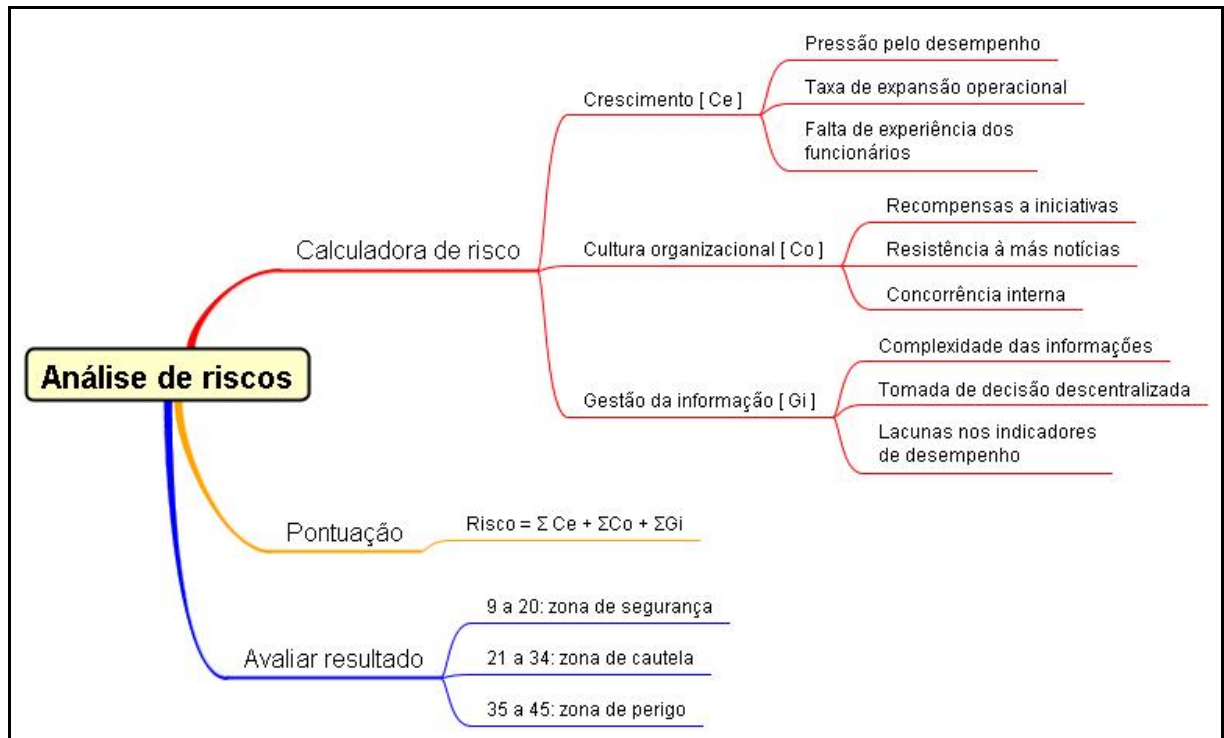 Análise de riscos
Calculadora de risco
Crescimento [ Ce ]
Pressão pelo desempenho
Taxa de expansão operacional
Falta de experiência dos
funcionários
Cultura organizacional [ Co ]
Recompensas a iniciativas
Resistência à más notícias
Concorrência interna
Gestão da informação [ Gi ]
Complexidade das informações
Tomada de decisão descentralizada
Lacunas nos indicadores
de desempenho
Pontuação
Risco = Σ Ce + ΣCo + ΣGi
Avaliar resultado
9 a 20: zona de segurança
21 a 34: zona de cautela
35 a 45: zona de perigo